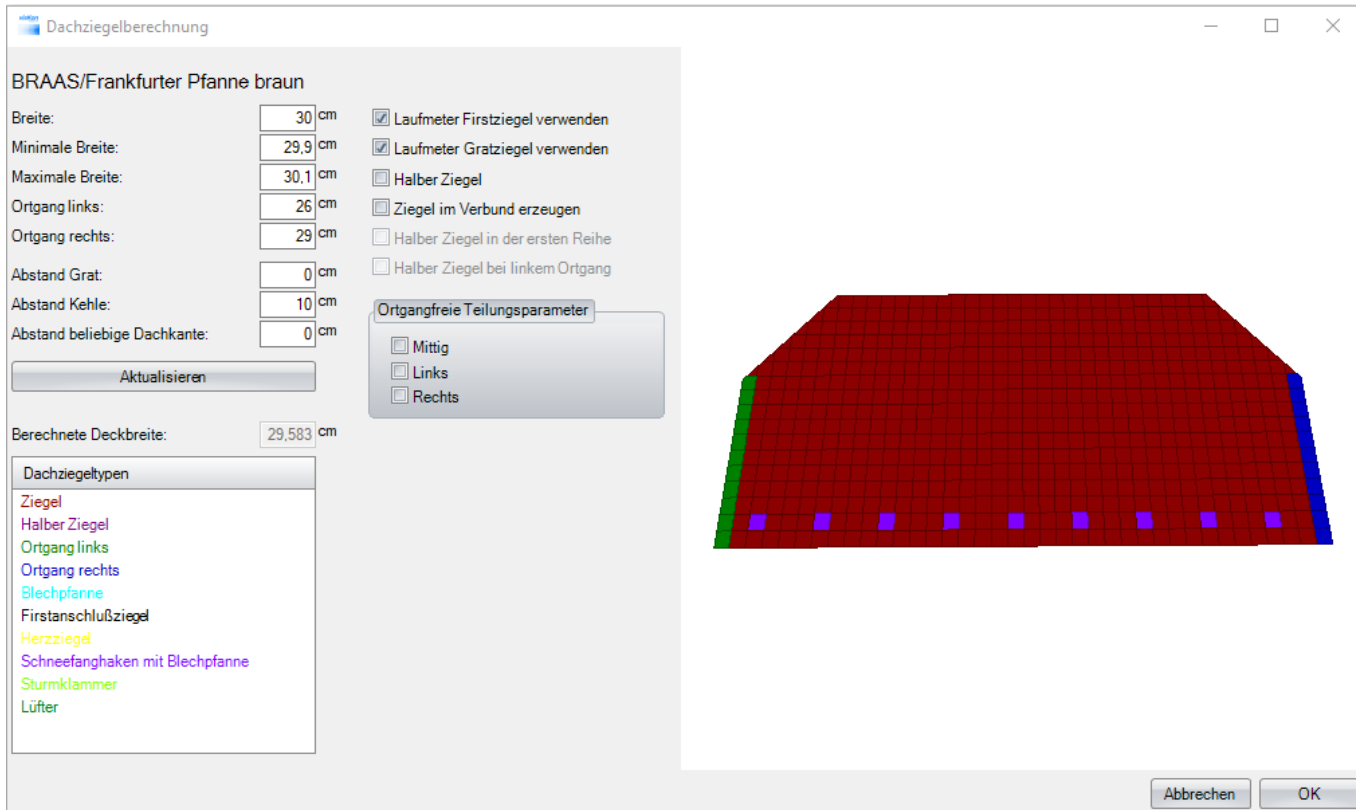 Dachziegelberechnung
BRAAS/Frankfurter Pfanne braun
Breite: 30 cm
Minimale Breite: 29,9 cm
Maximale Breite: 30,1 cm
Ortgang links: 26 cm
Ortgang rechts: 29 cm
Abstand Grat: 0 cm
Abstand Kehle: 10 cm
Abstand beliebige Dachkante: 0 cm
Aktualisieren
Berechnete Deckbreite: 29,583 cm
Dachziegeltypen
Ziegel
Halber Ziegel
Ortgang links
Ortgang rechts
Blechpfanne
Firstanschlußziegel
Herzziegel
Schneefanghaken mit Blechpfanne
Sturmklammer
Lüfter
Laufmeter Firstziegel verwenden
Laufmeter Gratziegel verwenden
Halber Ziegel
Ziegel im Verbund erzeugen
Halber Ziegel in der ersten Reihe
Halber Ziegel bei linkem Ortgang
Ortgangfreie Teilungsparameter
Mittig
Links
Rechts
Abbrechen
OK